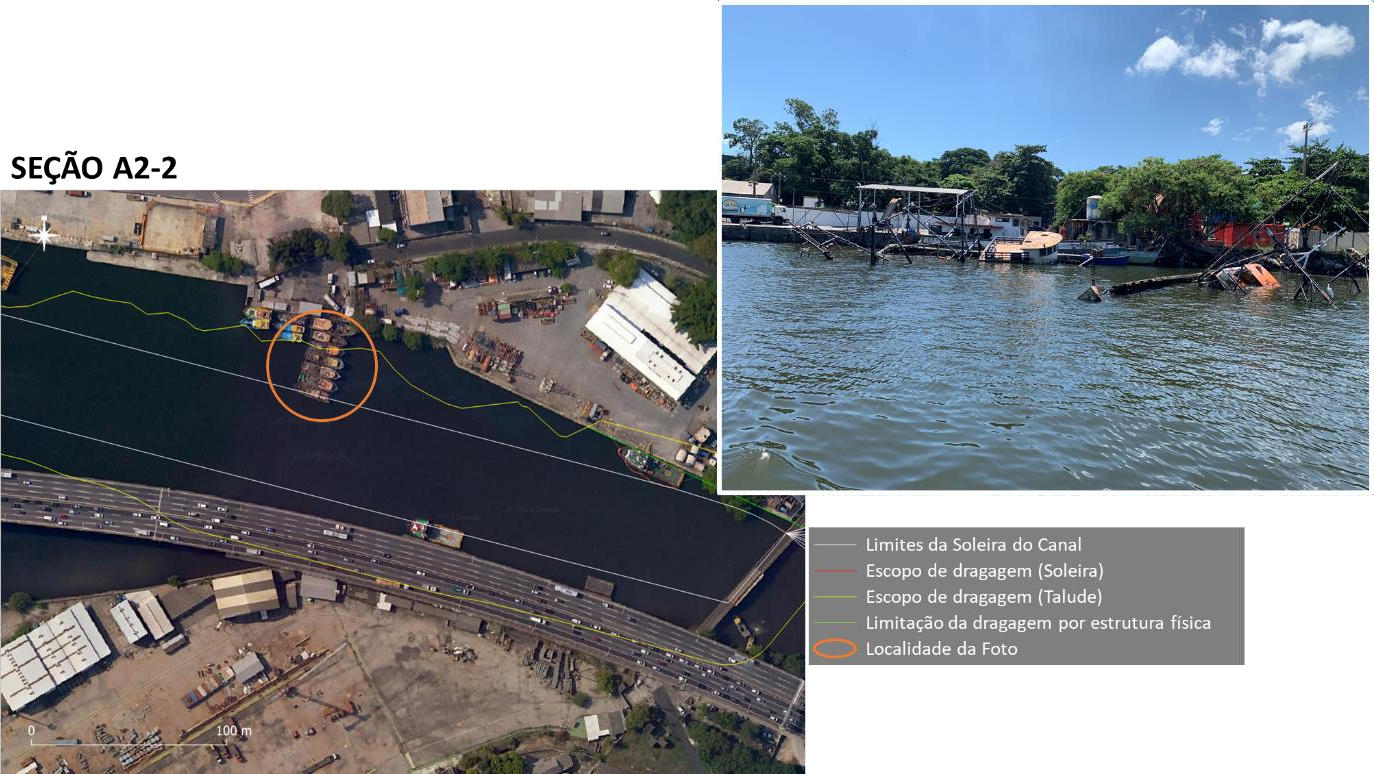 SEÇÃO A2-2
0
100 m
Limites da Soleira do Canal
Escopo de dragagem (Soleira)
Escopo de dragagem (Talude)
Limitação da dragagem por estrutura física
Localidade da Foto